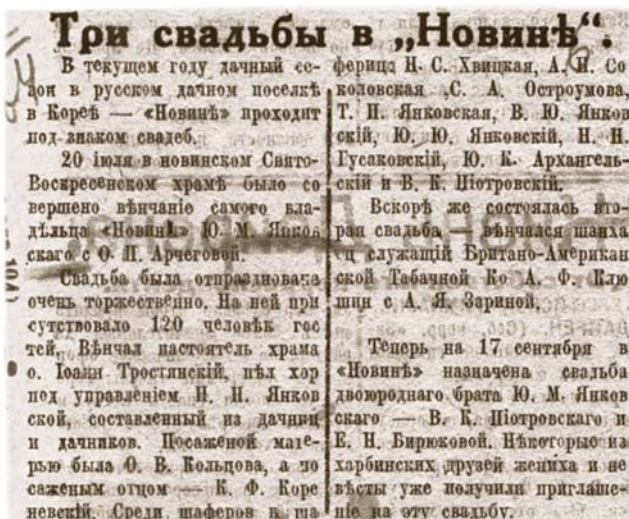 Три свадьбы в „Новинѣ“.
В текущем году дачный се-
зон в русском дачном поселкѣ
в Кореѣ — «Новинѣ» проходит
под знаком свадеб.
20 іюля в новинском Свято-
Воскресенском храмѣ было со
вершено вѣнчаніе самого вла-
дѣльца «Новинѣ» Ю. М. Янков
скаго с О. П. Арчеговой.
Свадьба была отпразднована
очень торжественно. На ней при
сутствовало 120 человѣк гос
тей. Вѣнчал настоятель храма
о. Іоанн Тростянскій, пѣл хор
под управленіем Н. Н. Янков
ской, составленный из дачниц
и дачников. Посаженой мате-
рью была О. В. Кольцова, а по
саженым отцом — К. Ф. Коре
невскій. Среди шаферов и ша
фериц: Н. С. Хвицкая, А. Н. Со
коловская ,С. А. Остроумова,
Т. Н. Янковская, В. Ю. Янков
скій, Ю. Ю. Янковскій, Н. Н.
Гусаковскій, Ю. К. Архангель-
скій и В. К. Піотровскій.
Вскорѣ же состоялась вто-
рая свадьба — вѣнчался шанха
ц служащій Британо-Американ
ской Табачной Ко А. Ф. Клю
шин с А. Я. Зариной.
Теперь на 17 сентября в
«Новинѣ» назначена свадьба
двоюроднаго брата Ю. М. Янков
скаго — В. К. Піотровскаго и
Е. Н. Бирюковой. Нѣкоторые из
харбинских друзей жениха и не
вѣсты уже получили приглаше-
ніе на эту свадьбу.